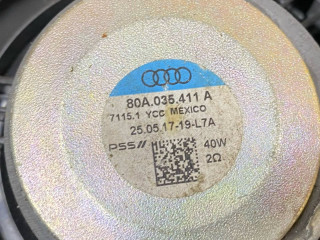 80A.035.411 A
7115.1 YCC MEXICO
25.05.17-19-L7A
PSS//
40W
2Ω